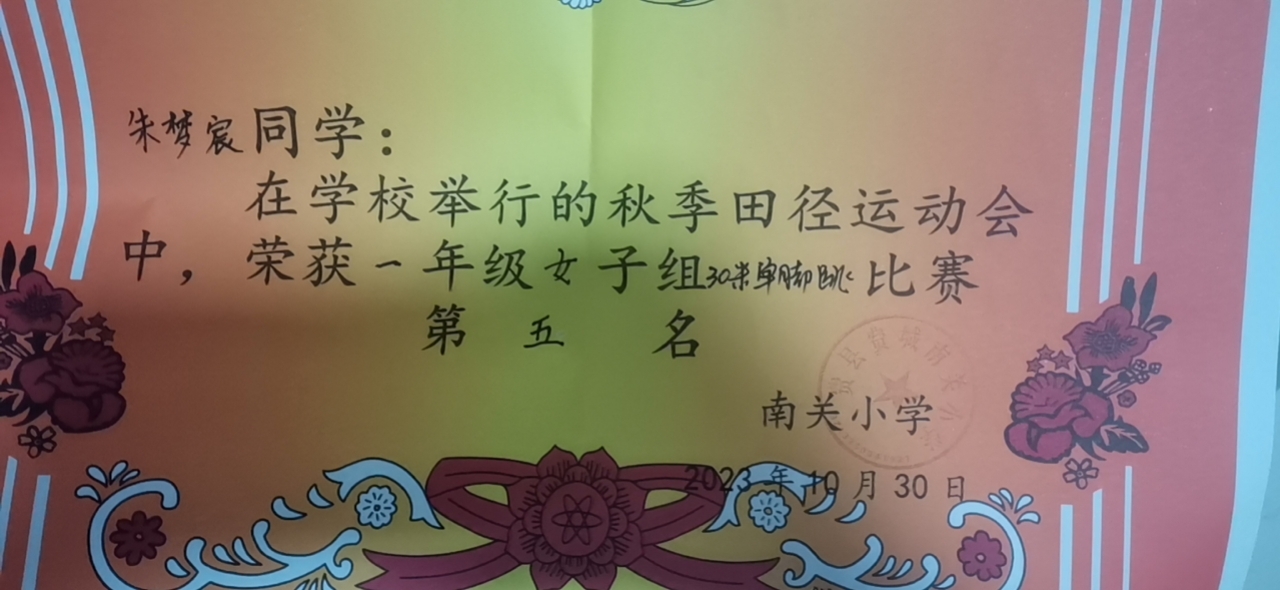 朱梦宸同学：
在学校举行的秋季田径运动会
中，荣获一年级女子组30米单脚跳比赛
第五名
南关小学
2023年10月30日